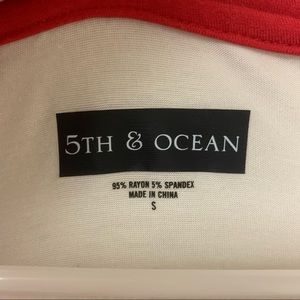 5TH & OCEAN
95% RAYON 5% SPANDEX
MADE IN CHINA
S